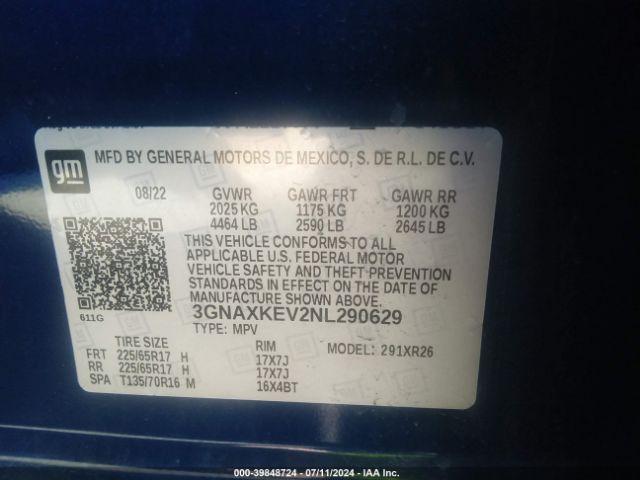 gm
MFD BY GENERAL MOTORS DE MEXICO, S. DE R.L. DE C.V.
08/22 GVWR GAWR FRT GAWR RR
2025 KG 1175 KG 1200 KG
4464 LB 2590 LB 2645 LB
THIS VEHICLE CONFORMS TO ALL
APPLICABLE U.S. FEDERAL MOTOR
VEHICLE SAFETY AND THEFT PREVENTION
STANDARDS IN EFFECT ON THE DATE OF
MANUFACTURE SHOWN ABOVE.
611G 3GNAXKEV2NL290629
TYPE: MPV
TIRE SIZE RIM MODEL: 291XR26
FRT 225/65R17 H 17X7J
RR 225/65R17 H 17X7J
SPA T135/70R16 M 16X4BT
000-39848724 - 07/11/2024 - IAA Inc.